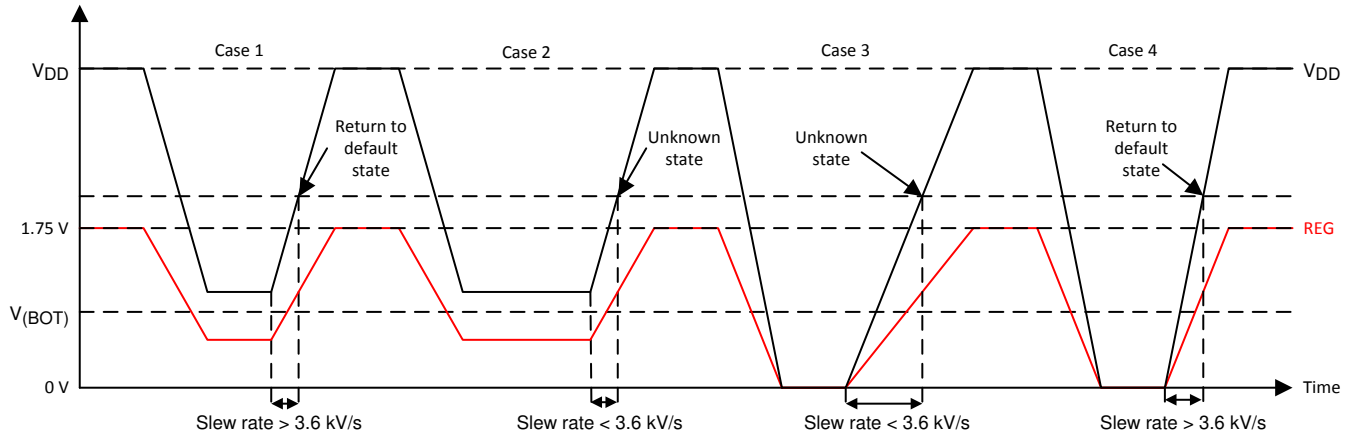 Case 1
Case 2
Case 3
Case 4
VDD
VDD
Return to
default
state
Unknown
state
Unknown
state
Return to
default
state
1.75 V
REG
V(BOT)
0 V
Time
Slew rate > 3.6 kV/s
Slew rate < 3.6 kV/s
Slew rate < 3.6 kV/s
Slew rate > 3.6 kV/s